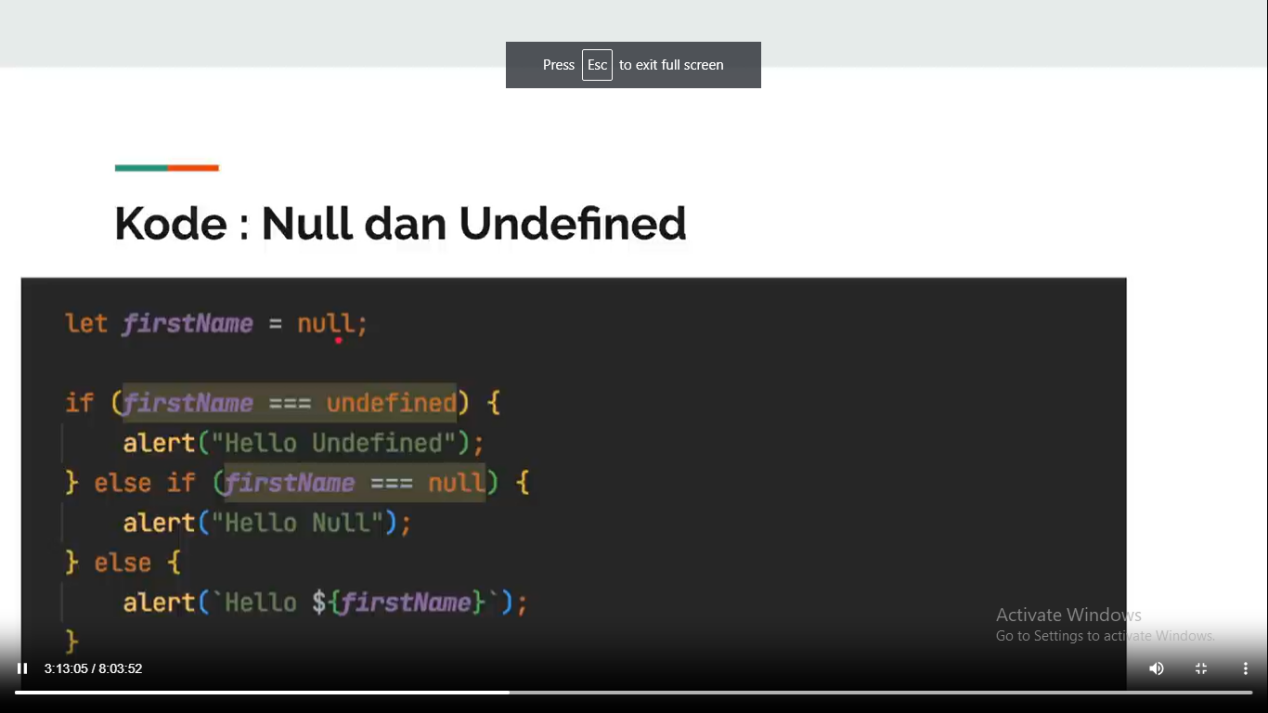 Press Esc to exit full screen
Kode : Null dan Undefined
let firstName = null;
if (firstName === undefined) {
alert("Hello Undefined");
} else if (firstName === null) {
alert("Hello Null");
} else {
alert(`Hello ${firstName}`);
}
Activate Windows
Go to Settings to activate Windows.
3:13:05 / 8:03:52